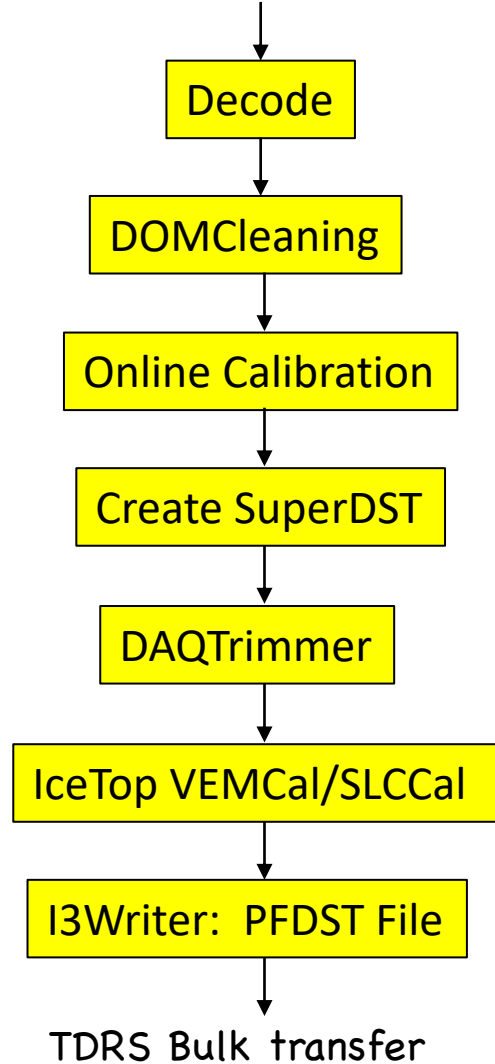 Decode
DOMCleaning
Online Calibration
Create SuperDST
DAQTrimmer
IceTop VEMCal/SLCCal
I3Writer: PFDST File
TDRS Bulk transfer